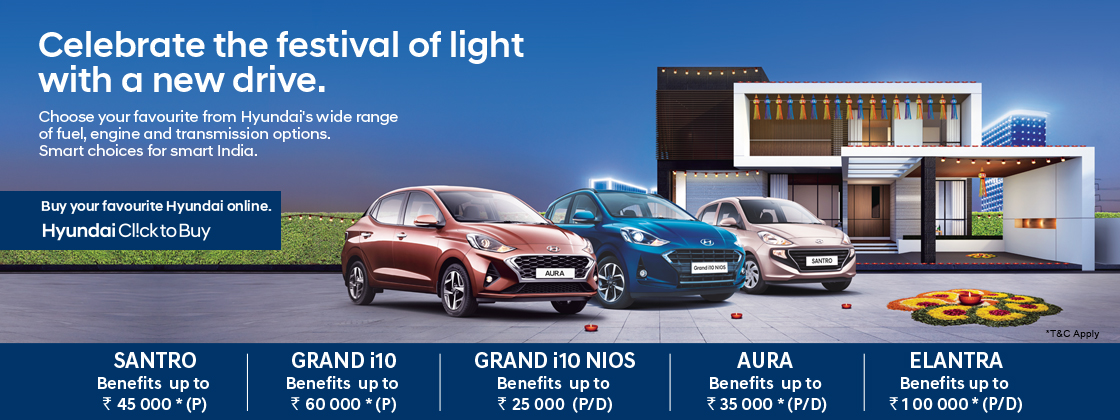 Celebrate the festival of light
with a new drive.
Choose your favourite from Hyundai's wide range
of fuel, engine and transmission options.
Smart choices for smart India.
Buy your favourite Hyundai online.
Hyundai Cl!ck to Buy
AURA
Grand i10 NIOS
SANTRO
*T&C Apply
SANTRO
Benefits up to
₹ 45 000 * (P)
GRAND i10
Benefits up to
₹ 60 000 * (P)
GRAND i10 NIOS
Benefits up to
₹ 25 000 (P/D)
AURA
Benefits up to
₹ 35 000 * (P/D)
ELANTRA
Benefits up to
₹ 1 00 000 * (P/D)